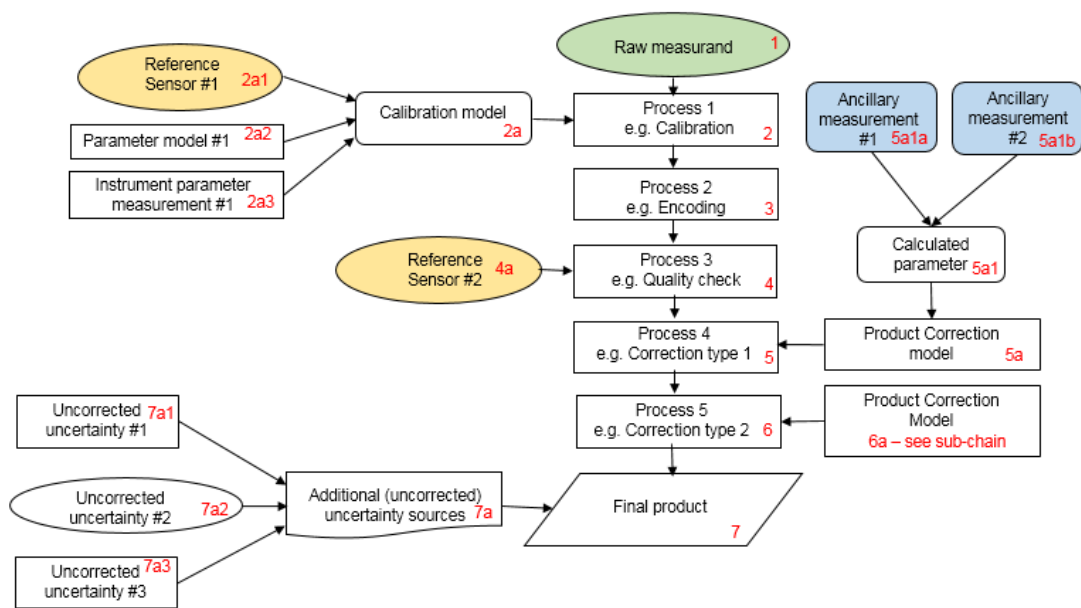 Raw measurand 1
Reference
Sensor #1 2a1
Parameter model #1 2a2
Instrument parameter
measurement #1 2a3
Calibration model
2a
Process 1
e.g. Calibration 2
Ancillary
measurement
#1 5a1a
Ancillary
measurement
#2 5a1b
Process 2
e.g. Encoding 3
Reference 4a
Sensor #2
Process 3
e.g. Quality check 4
Calculated
parameter 5a1
Process 4
e.g. Correction type 1 5
Product Correction
model 5a
Process 5
e.g. Correction type 2 6
Product Correction
Model
6a – see sub-chain
Uncorrected 7a1
uncertainty #1
Uncorrected 7a2
uncertainty #2
Uncorrected 7a3
uncertainty #3
Additional (uncorrected)
uncertainty sources 7a
Final product
7